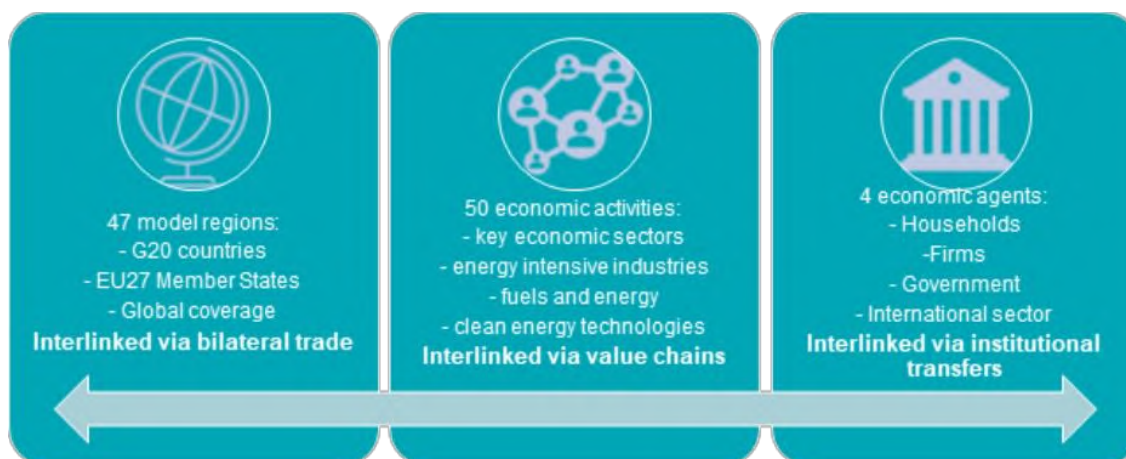 47 model regions:
- G20 countries
- EU27 Member States
- Global coverage
Interlinked via bilateral trade
50 economic activities:
- key economic sectors
- energy intensive industries
- fuels and energy
- clean energy technologies
Interlinked via value chains
4 economic agents:
- Households
-Firms
- Government
- International sector
Interlinked via institutional
transfers